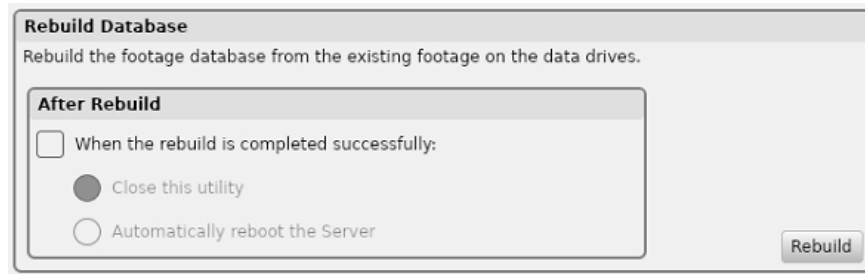 Rebuild Database
Rebuild the footage database from the existing footage on the data drives.
After Rebuild
When the rebuild is completed successfully:
Close this utility
Automatically reboot the Server
Rebuild